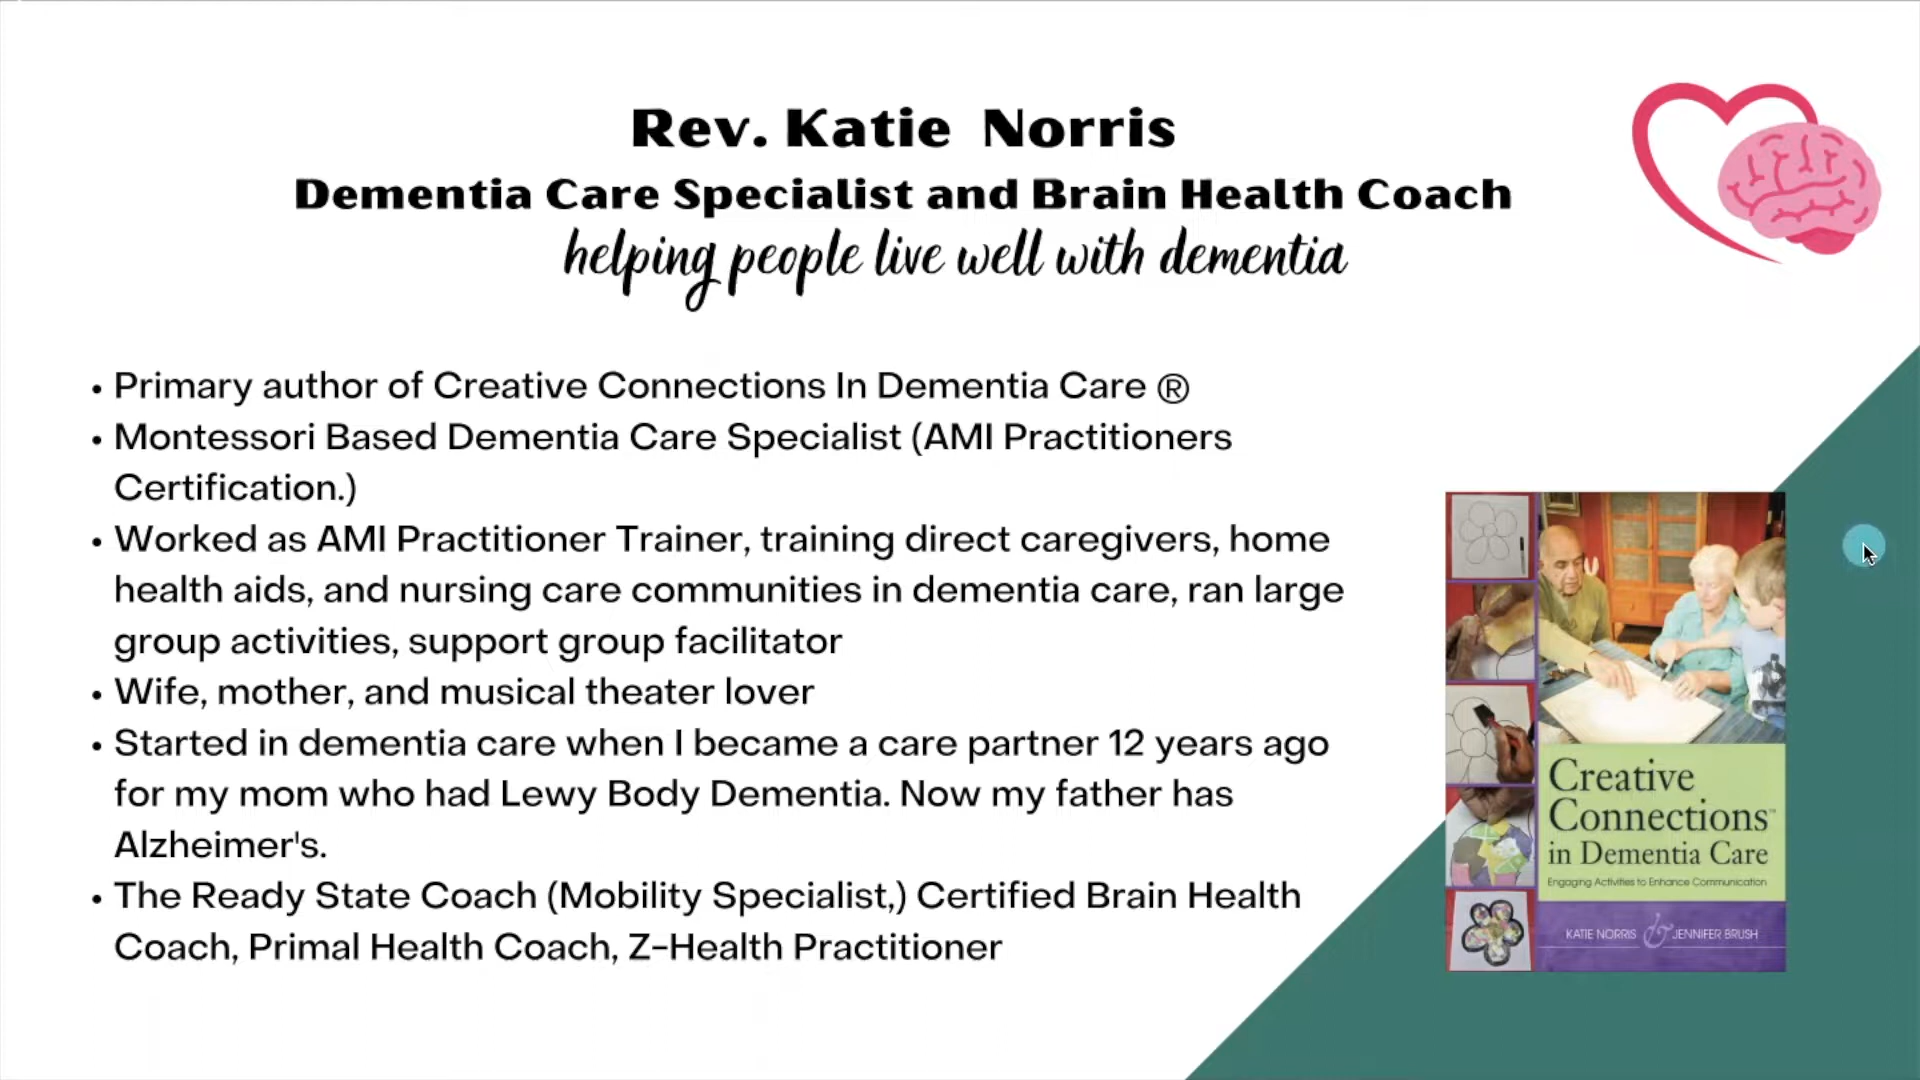 Rev. Katie Norris
Dementia Care Specialist and Brain Health Coach
helping people live well with dementia
• Primary author of Creative Connections In Dementia Care ®
• Montessori Based Dementia Care Specialist (AMI Practitioners
Certification.)
• Worked as AMI Practitioner Trainer, training direct caregivers, home
health aids, and nursing care communities in dementia care, ran large
group activities, support group facilitator
• Wife, mother, and musical theater lover
• Started in dementia care when I became a care partner 12 years ago
for my mom who had Lewy Body Dementia. Now my father has
Alzheimer's.
• The Ready State Coach (Mobility Specialist,) Certified Brain Health
Coach, Primal Health Coach, Z-Health Practitioner
Creative
Connections™
in Dementia Care
Engaging Activities to Enhance Communication
KATIE NORRIS & JENNIFER BRUSH